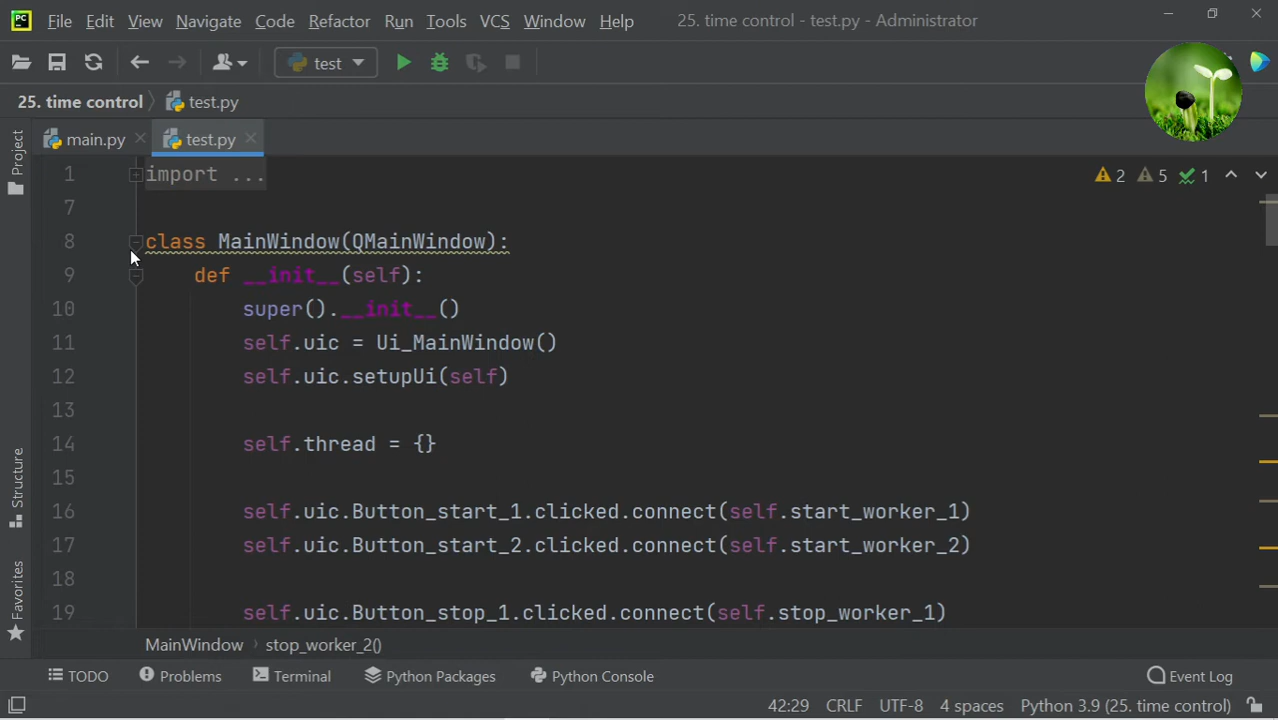 PC File Edit View Navigate Code Refactor Run Tools VCS Window Help 25. time control - test.py - Administrator
test
25. time control test.py
main.py test.py
Project
Structure
Favorites
1 import ...
2 5 1
7
8 class MainWindow(QMainWindow):
9 def __init__(self):
10 super().__init__()
11 self.uic = Ui_MainWindow()
12 self.uic.setupUi(self)
13
14 self.thread = {}
15
16 self.uic.Button_start_1.clicked.connect(self.start_worker_1)
17 self.uic.Button_start_2.clicked.connect(self.start_worker_2)
18
19 self.uic.Button_stop_1.clicked.connect(self.stop_worker_1)
MainWindow stop_worker_2()
TODO Problems Terminal Python Packages Python Console Event Log
42:29 CRLF UTF-8 4 spaces Python 3.9 (25. time control)